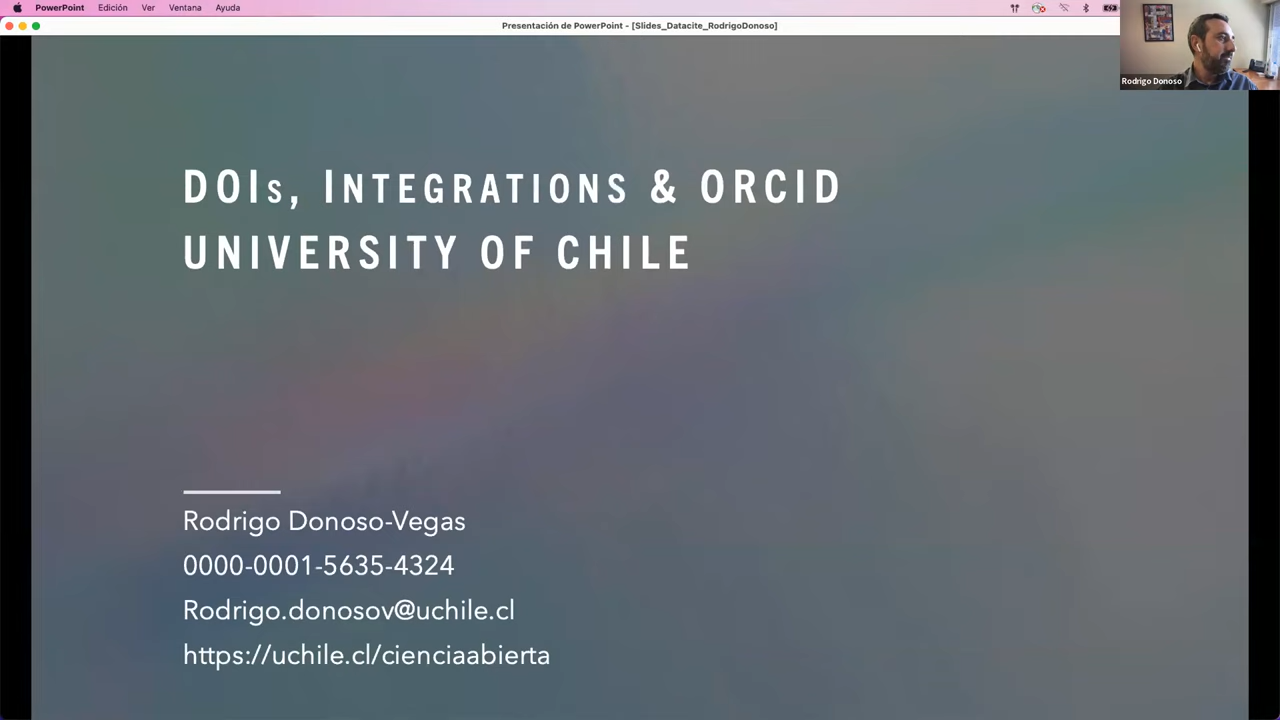 PowerPoint Edición Ver Ventana Ayuda
Presentación de PowerPoint - [Slides_Datacite_RodrigoDonoso]
Rodrigo Donoso
DOIs, INTEGRATIONS & ORCID
UNIVERSITY OF CHILE
Rodrigo Donoso-Vegas
0000-0001-5635-4324
Rodrigo.donosov@uchile.cl
https://uchile.cl/cienciaabierta